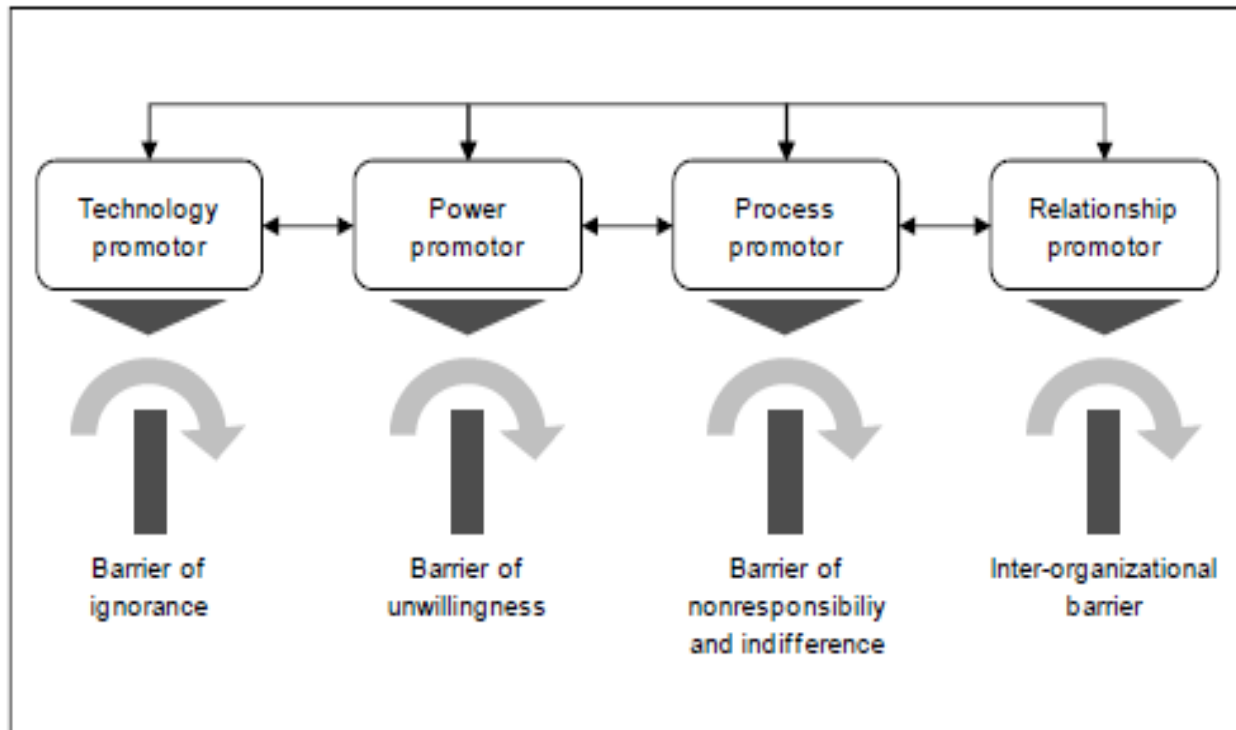 Technology
promotor
Power
promotor
Process
promotor
Relationship
promotor
Barrier of
ignorance
Barrier of
unwillingness
Barrier of
nonresponsibiliy
and indifference
Inter-organizational
barrier